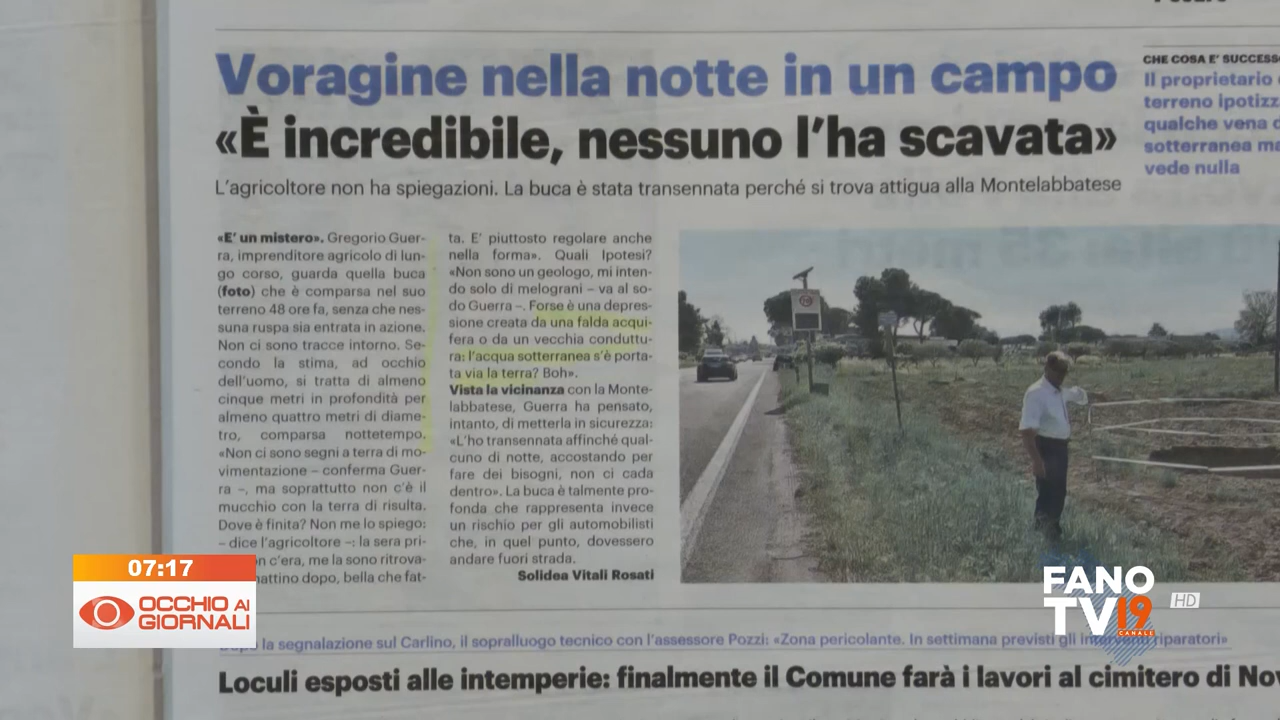 Voragine nella notte in un campo
«È incredibile, nessuno l'ha scavata»
L'agricoltore non ha spiegazioni. La buca è stata transennata perché si trova attigua alla Montelabbatese
«E' un mistero». Gregorio Guer-
ra, imprenditore agricolo di lun-
go corso, guarda quella buca
(foto) che è comparsa nel suo
terreno 48 ore fa, senza che nes-
suna ruspa sia entrata in azione.
Non ci sono tracce intorno. Se-
condo la stima, ad occhio
dell'uomo, si tratta di almeno
cinque metri in profondità per
almeno quattro metri di diame-
tro, comparsa nottetempo.
«Non ci sono segni a terra di mo-
vimentazione – conferma Guer-
ra –, ma soprattutto non c'è il
mucchio con la terra di risulta.
Dove è finita? Non me lo spiego:
– dice l'agricoltore –: la sera pri-
n c'era, me la sono ritrova-
mattino dopo, bella che fat-
ta. E' piuttosto regolare anche
nella forma». Quali Ipotesi?
«Non sono un geologo, mi inten-
do solo di melograni – va al so-
do Guerra –. Forse è una depres-
sione creata da una falda acqui-
fera o da un vecchia conduttu-
ra: l'acqua sotterranea s'è porta-
ta via la terra? Boh».
Vista la vicinanza con la Monte-
labbatese, Guerra ha pensato,
intanto, di metterla in sicurezza:
«L'ho transennata affinché qual-
cuno di notte, accostando per
fare dei bisogni, non ci cada
dentro». La buca è talmente pro-
fonda che rappresenta invece
un rischio per gli automobilisti
che, in quel punto, dovessero
andare fuori strada.
Solidea Vitali Rosati
CHE COSA E' SUCCESS
Il proprietario
terreno ipotizz
qualche vena
sotterranea ma
vede nulla
07:17
OCCHIO AI
GIORNALI
FANO
TV19
CANALE
HD
Dopo la segnalazione sul Carlino, il sopralluogo tecnico con l'assessore Pozzi: «Zona pericolante. In settimana previsti gli interventi riparatori»
Loculi esposti alle intemperie: finalmente il Comune farà i lavori al cimitero di Nov